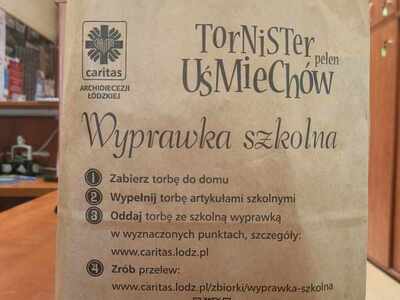 caritas
ARCHIDIECEZJI
ŁÓDZKIEJ
TorNiSTer
pełen
UśMiechów
Wyprawka szkolna
1 Zabierz torbę do domu
2 Wypełnij torbę artykułami szkolnymi
3 Oddaj torbę ze szkolną wyprawką
w wyznaczonych punktach, szczegóły:
www.caritas.lodz.pl
4 Zrób przelew:
www.caritas.lodz.pl/zbiorki/wyprawka-szkolna